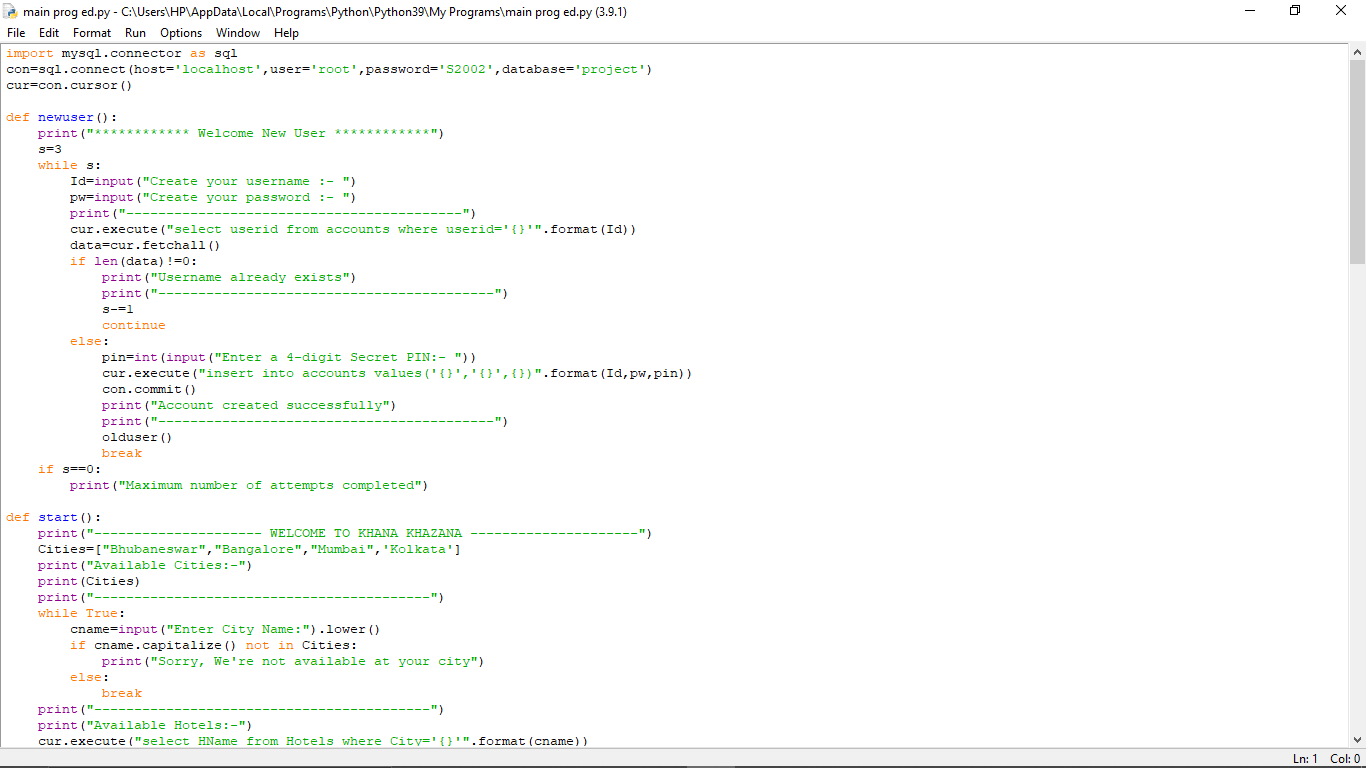 main prog ed.py - C:\Users\HP\AppData\Local\Programs\Python\Python39\My Programs\main prog ed.py (3.9.1)
File Edit Format Run Options Window Help
import mysql.connector as sql
con=sql.connect(host='localhost',user='root',password='S2002',database='project')
cur=con.cursor()

def newuser():
    print("************ Welcome New User ************")
    s=3
    while s:
        Id=input("Create your username :- ")
        pw=input("Create your password :- ")
        print("------------------------------------------")
        cur.execute("select userid from accounts where userid='{}'".format(Id))
        data=cur.fetchall()
        if len(data)!=0:
            print("Username already exists")
            print("------------------------------------------")
            s-=1
            continue
        else:
            pin=int(input("Enter a 4-digit Secret PIN:- "))
            cur.execute("insert into accounts values('{}','{}',{})".format(Id,pw,pin))
            con.commit()
            print("Account created successfully")
            print("------------------------------------------")
            olduser()
            break
    if s==0:
        print("Maximum number of attempts completed")

def start():
    print("--------------------- WELCOME TO KHANA KHAZANA ---------------------")
    Cities=["Bhubaneswar","Bangalore","Mumbai",'Kolkata']
    print("Available Cities:-")
    print(Cities)
    print("------------------------------------------")
    while True:
        cname=input("Enter City Name:").lower()
        if cname.capitalize() not in Cities:
            print("Sorry, We're not available at your city")
        else:
            break
    print("------------------------------------------")
    print("Available Hotels:-")
    cur.execute("select HName from Hotels where City='{}'".format(cname))
Ln: 1 Col: 0